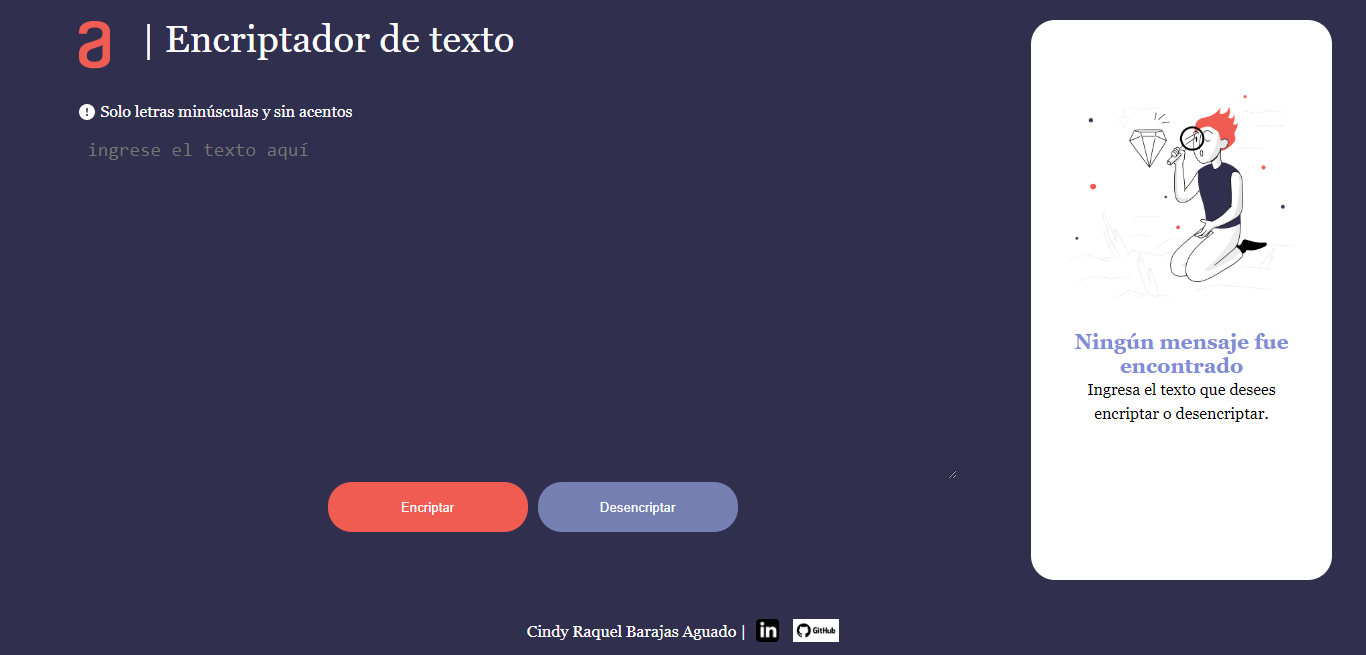 a | Encriptador de texto
! Solo letras minúsculas y sin acentos
ingrese el texto aquí
Encriptar Desencriptar
Ningún mensaje fue
encontrado
Ingresa el texto que desees
encriptar o desencriptar.
Cindy Raquel Barajas Aguado | in GitHub